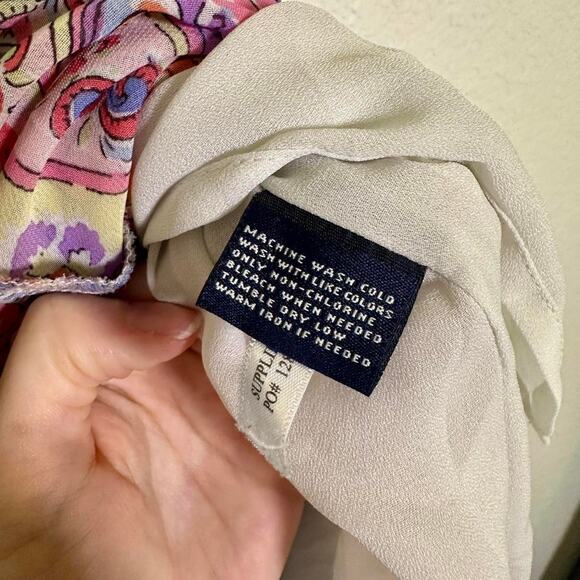 MACHINE WASH COLD
WASH WITH LIKE COLORS
ONLY NON-CHLORINE
BLEACH WHEN NEEDED
TUMBLE DRY LOW
WARM IRON IF NEEDED
PO#